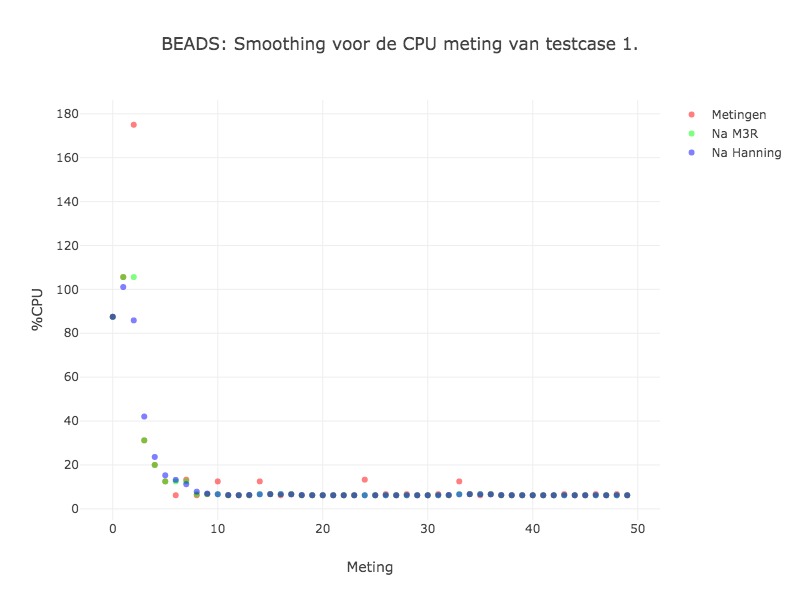 BEADS: Smoothing voor de CPU meting van testcase 1.
180
160
140
120
100
80
60
40
20
0
%CPU
0 10 20 30 40 50
Meting
Metingen
Na M3R
Na Hanning